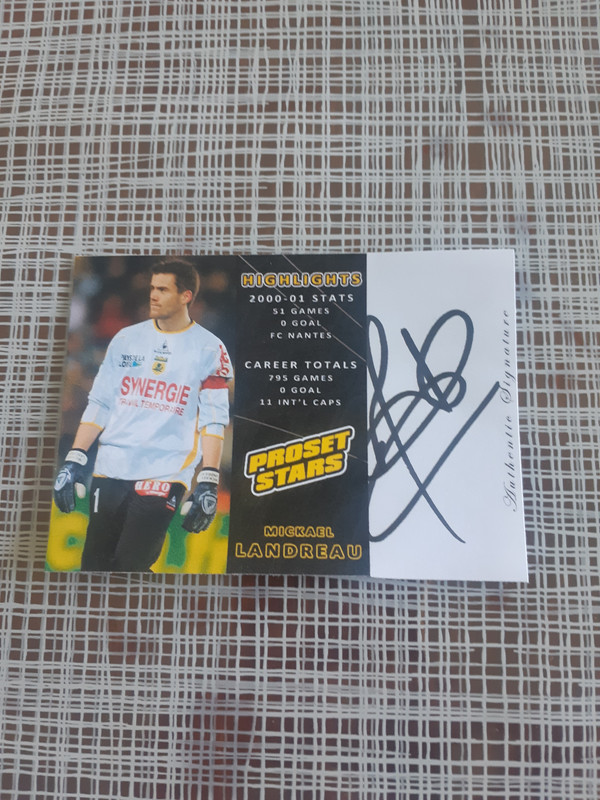 HIGHLIGHTS
2000-01 STATS
51 GAMES
0 GOAL
FC NANTES
CAREER TOTALS
795 GAMES
0 GOAL
11 INT'L CAPS
PROSET
STARS
MICKAEL
LANDREAU
Authentic Signature
SYNERGIE
TRAVAIL TEMPORAIRE
1